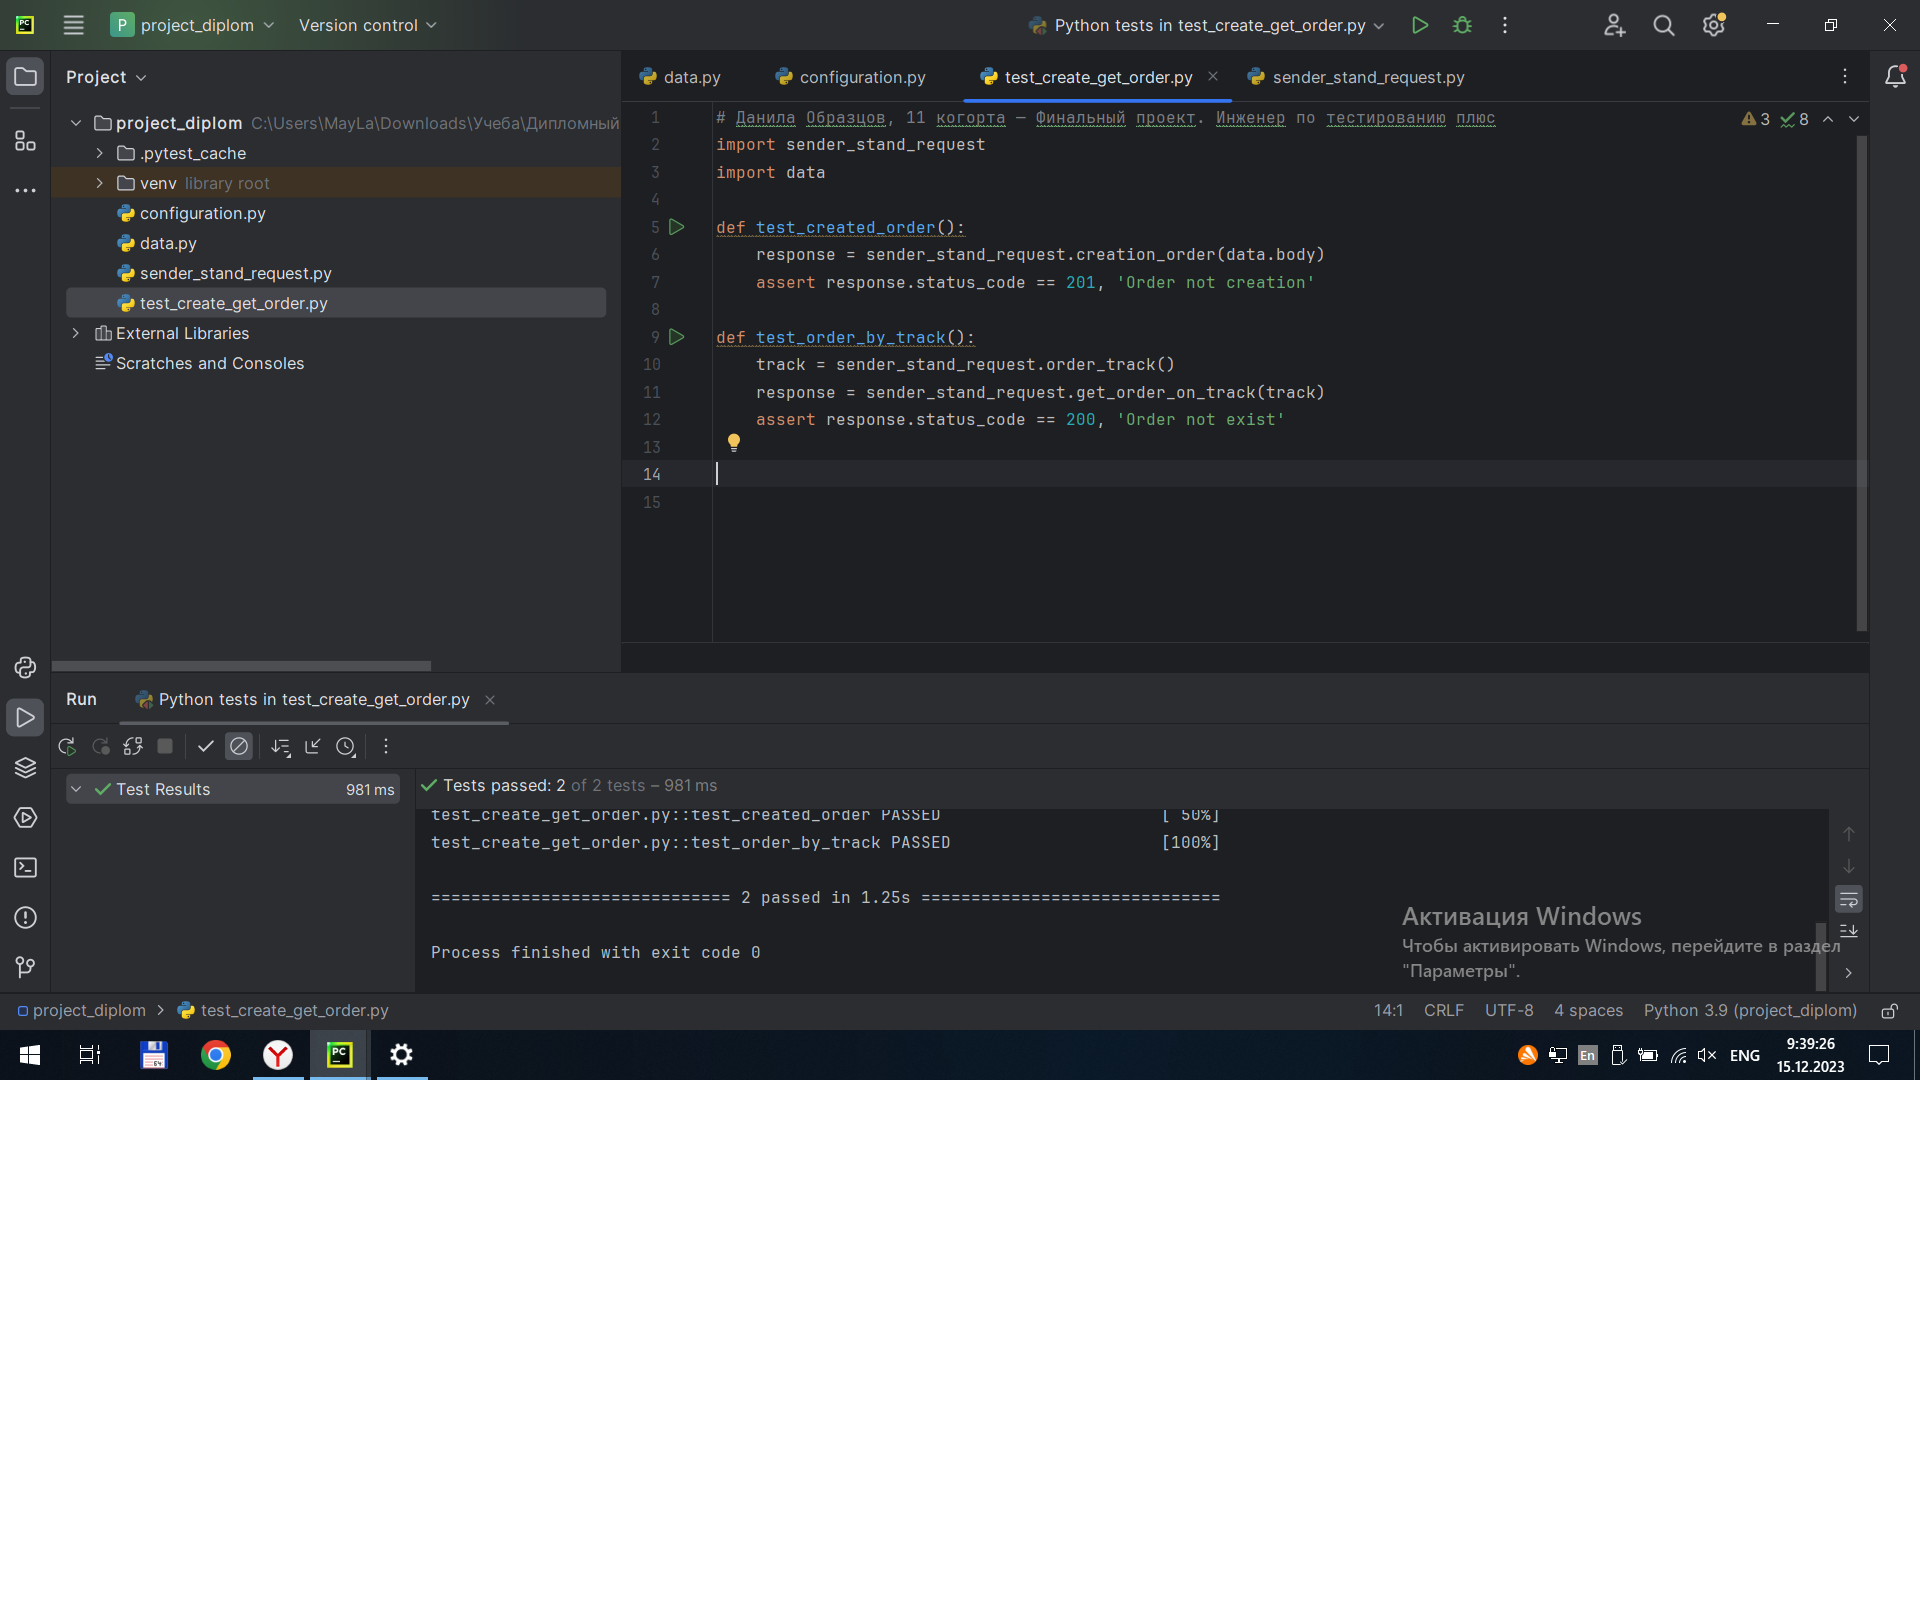 PC
P project_diplom
Version control
Python tests in test_create_get_order.py
Project
data.py
configuration.py
test_create_get_order.py
sender_stand_request.py
project_diplom C:\Users\MayLa\Downloads\Учеба\Дипломный
.pytest_cache
venv library root
configuration.py
data.py
sender_stand_request.py
test_create_get_order.py
External Libraries
Scratches and Consoles
3 8
1 # Данила Образцов, 11 когорта — Финальный проект. Инженер по тестированию плюс
2 import sender_stand_request
3 import data
4
5 def test_created_order():
6 response = sender_stand_request.creation_order(data.body)
7 assert response.status_code == 201, 'Order not creation'
8
9 def test_order_by_track():
10 track = sender_stand_request.order_track()
11 response = sender_stand_request.get_order_on_track(track)
12 assert response.status_code == 200, 'Order not exist'
13
14
15
Run
Python tests in test_create_get_order.py
Test Results 981 ms
Tests passed: 2 of 2 tests – 981 ms
test_create_get_order.py::test_created_order PASSED [ 50%]
test_create_get_order.py::test_order_by_track PASSED [100%]
============================== 2 passed in 1.25s ==============================
Process finished with exit code 0
Активация Windows
Чтобы активировать Windows, перейдите в раздел
"Параметры".
project_diplom
test_create_get_order.py
14:1 CRLF UTF-8 4 spaces Python 3.9 (project_diplom)
64
PC
En
ENG
9:39:26
15.12.2023